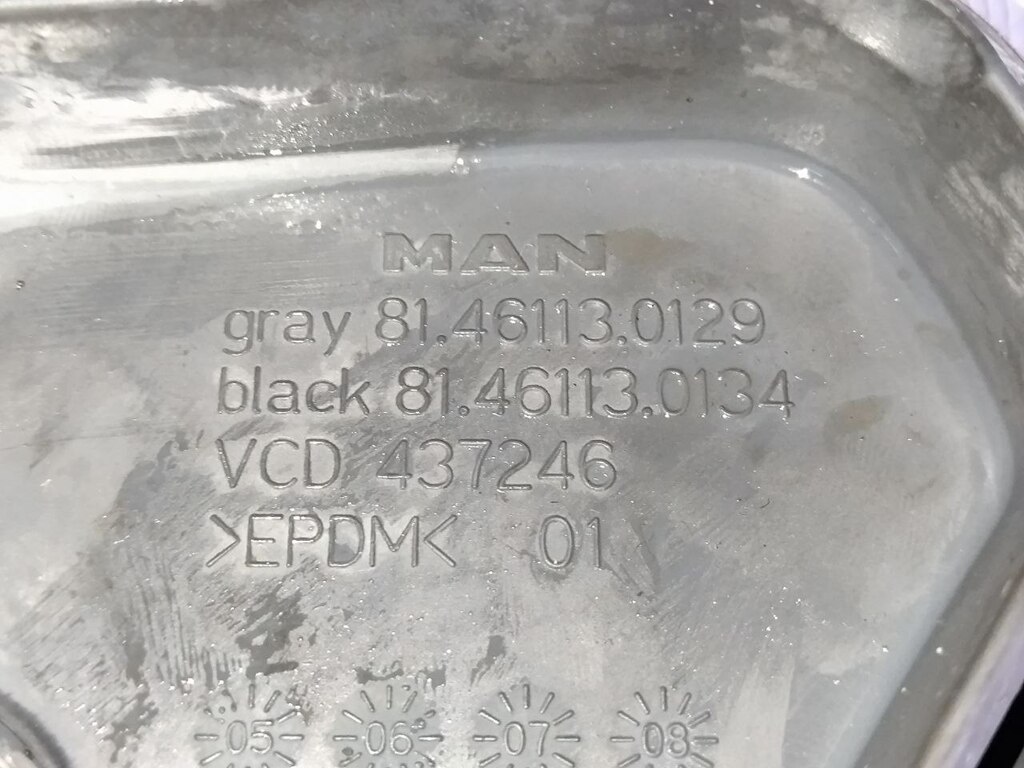 MAN
gray 81.46113.0129
black 81.46113.0134
VCD 437246
>EPDM< 01
05 06 07 08